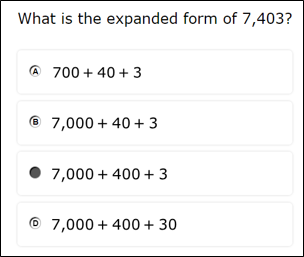 What is the expanded form of 7,403?
A 700 + 40 + 3
B 7,000 + 40 + 3
7,000 + 400 + 3
D 7,000 + 400 + 30